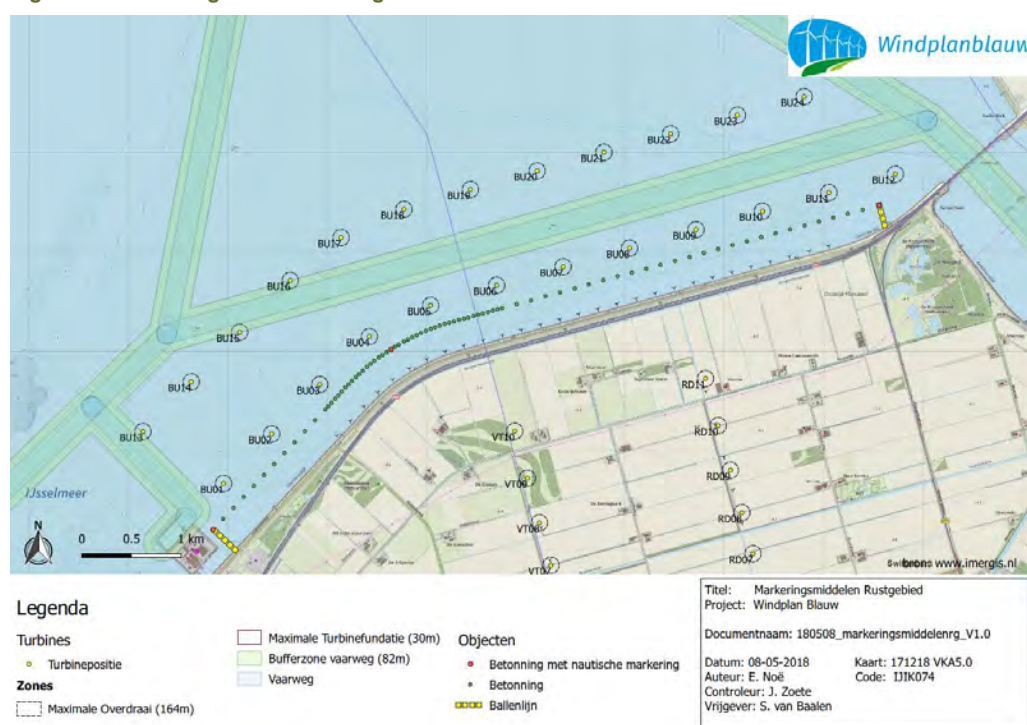 Windplanblauw
BU24
BU23
BU22
BU21
BU20
BU19
BU18
BU17
BU16
BU15
BU14
BU13
BU12
BU11
BU10
BU09
BU08
BU07
BU06
BU05
BU04
BU03
BU02
BU01
RD11
RD10
RD09
RD08
RD07
VT10
VT09
VT08
VT07
IJsselmeer
N
0 0.5 1 km
bron: www.imergis.nl
Legenda
Turbines
Turbinepositie
Zones
Maximale Overdraai (164m)
Maximale Turbinefundatie (30m)
Bufferzone vaarweg (82m)
Vaarweg
Objecten
Betonning met nautische markering
Betonning
Ballenlijn
Titel: Markeringsmiddelen Rustgebied
Project: Windplan Blauw
Documentnaam: 180508_markeringsmiddelenrg_V1.0
Datum: 08-05-2018 Kaart: 171218 VKA5.0
Auteur: E. Noë Code: IJIK074
Controleur: J. Zoete
Vrijgever: S. van Baalen